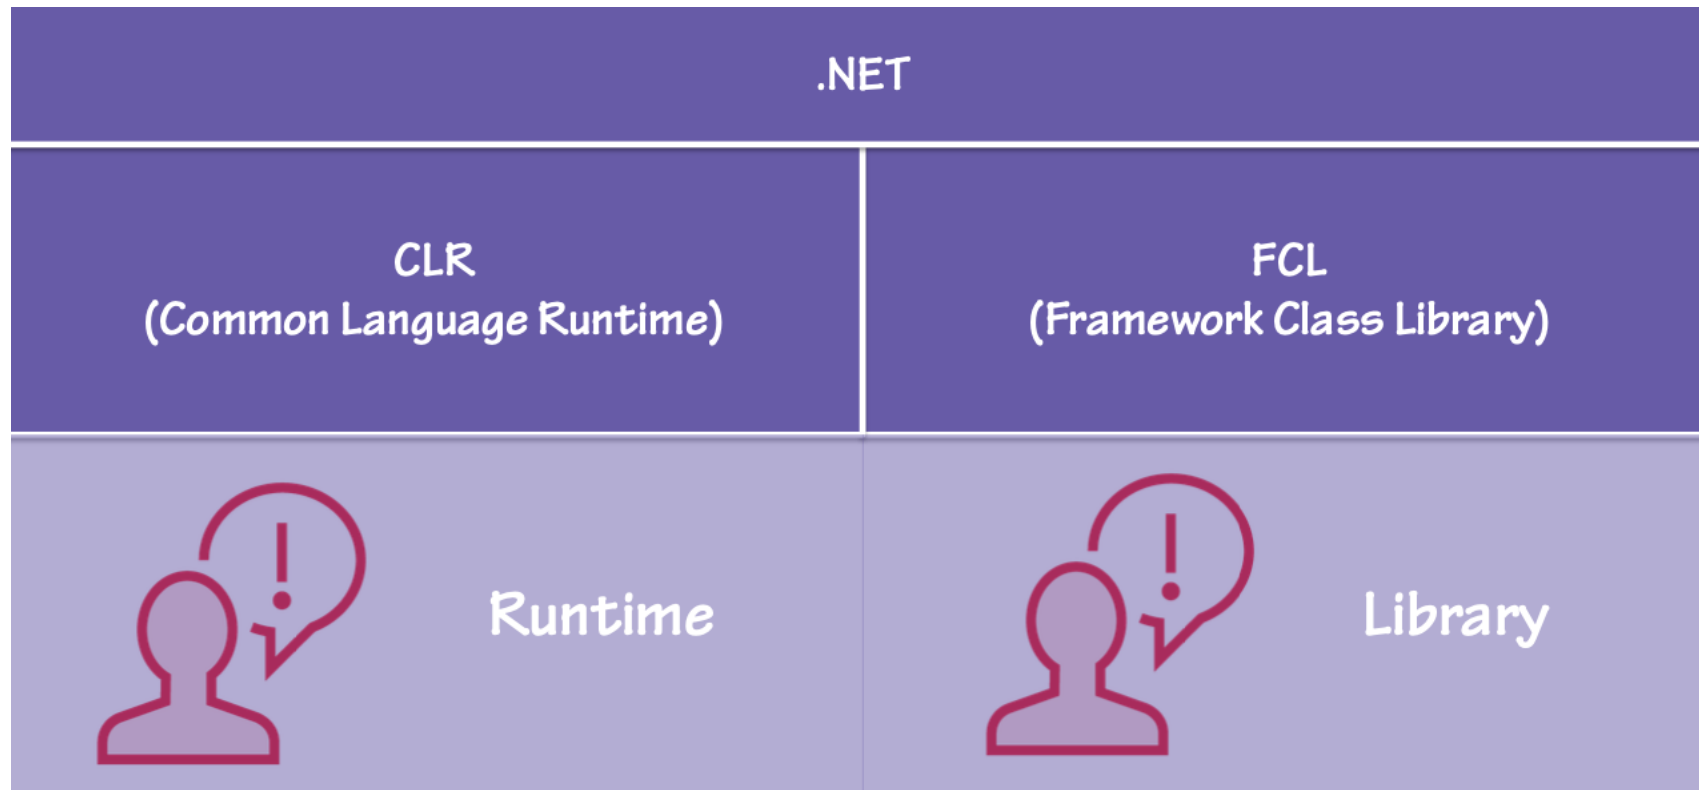 .NET
CLR
(Common Language Runtime)
FCL
(Framework Class Library)
!
Runtime
!
Library